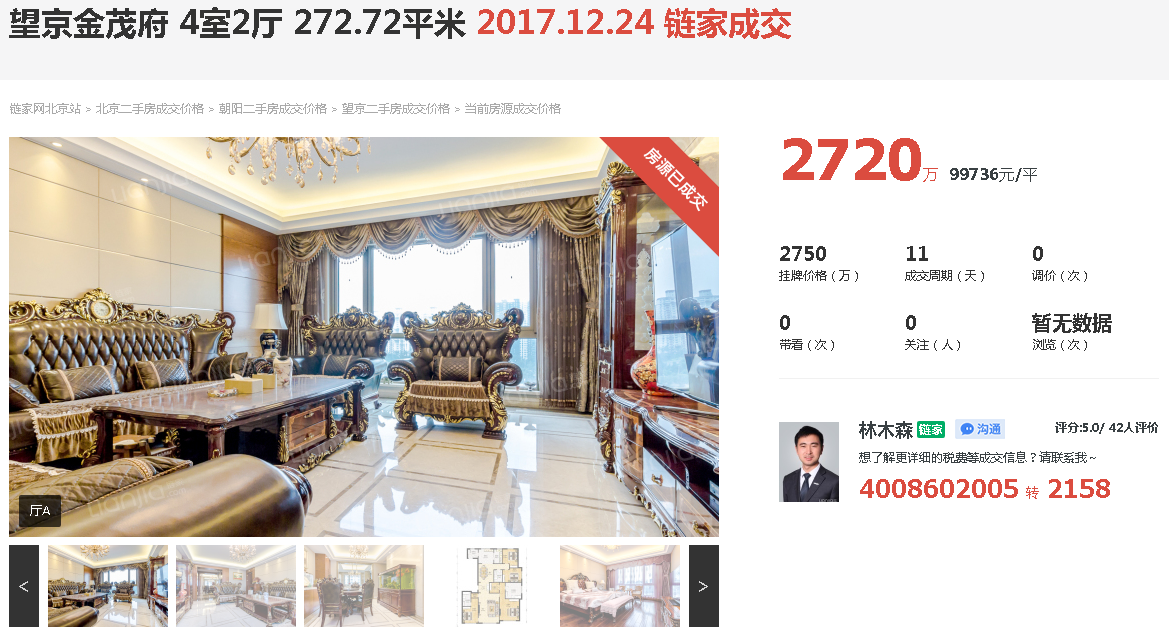 望京金茂府 4室2厅 272.72平米 2017.12.24 链家成交
链家网北京站 > 北京二手房成交价格 > 朝阳二手房成交价格 > 望京二手房成交价格 > 当前房源成交价格
房源已成交
2720万 99736元/平
2750 11 0
挂牌价格（万） 成交周期（天） 调价（次）
0 0 暂无数据
带看（次） 关注（人） 浏览（次）
林木森 链家 沟通 评分:5.0/ 42人评价
想了解更详细的税费等成交信息？请联系我~
4008602005 转 2158
厅A
< >
lianjia